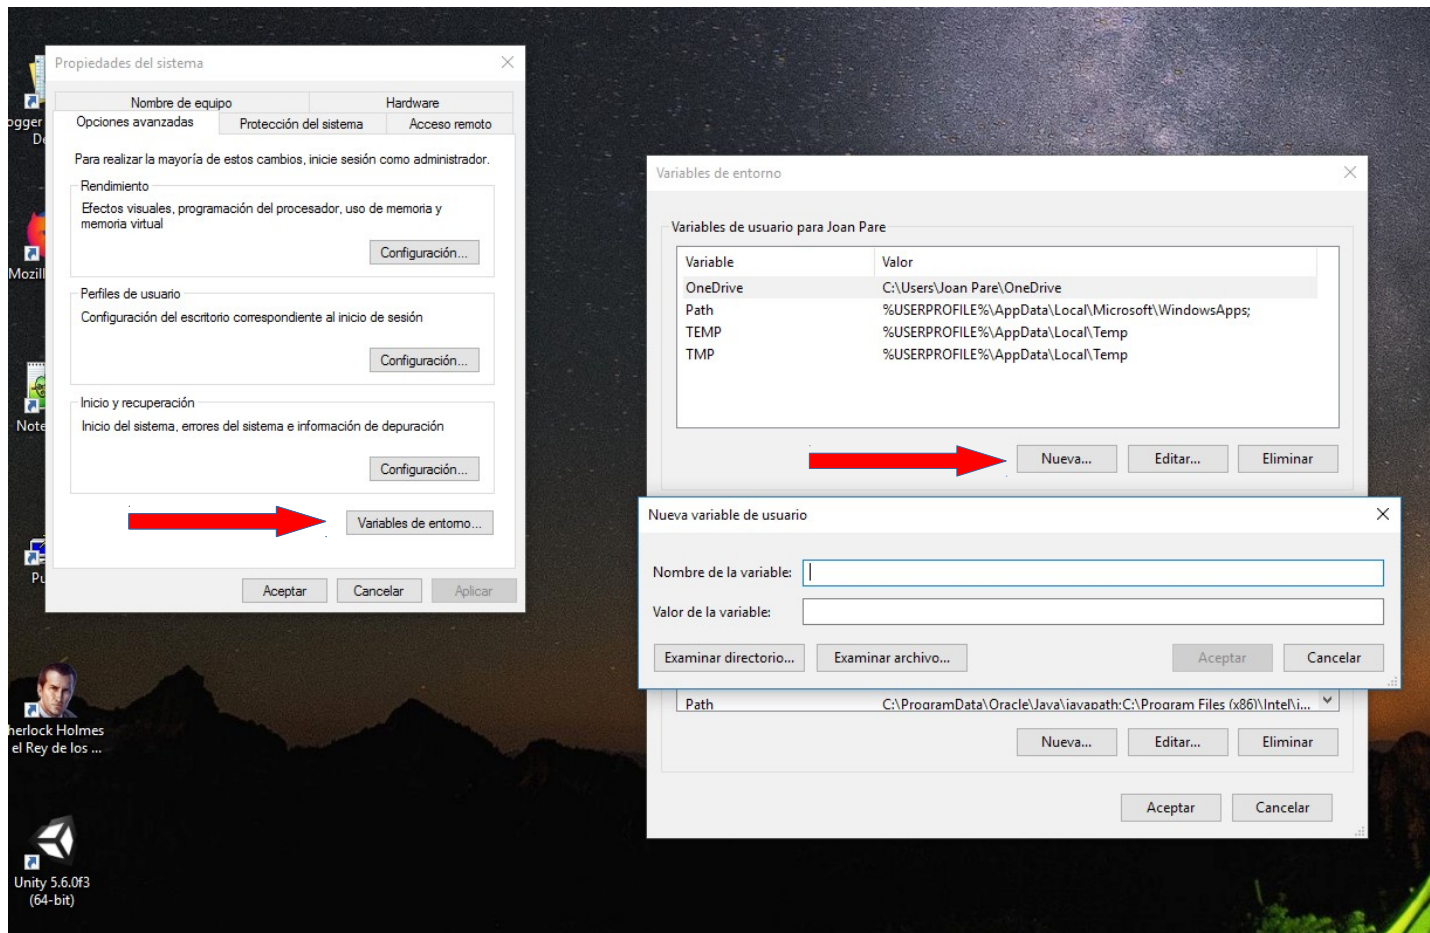 Propiedades del sistema
Nombre de equipo
Hardware
Opciones avanzadas
Protección del sistema
Acceso remoto
Para realizar la mayoría de estos cambios, inicie sesión como administrador.
Rendimiento
Efectos visuales, programación del procesador, uso de memoria y
memoria virtual
Configuración...
Perfiles de usuario
Configuración del escritorio correspondiente al inicio de sesión
Configuración...
Inicio y recuperación
Inicio del sistema, errores del sistema e información de depuración
Configuración...
Variables de entorno...
Aceptar
Cancelar
Aplicar
ogger
De
Mozill
Note
Pu
herlock Holmes
el Rey de los ...
Unity 5.6.0f3
(64-bit)
Variables de entorno
Variables de usuario para Joan Pare
Variable Valor
OneDrive C:\Users\Joan Pare\OneDrive
Path %USERPROFILE%\AppData\Local\Microsoft\WindowsApps;
TEMP %USERPROFILE%\AppData\Local\Temp
TMP %USERPROFILE%\AppData\Local\Temp
Nueva...
Editar...
Eliminar
Nueva variable de usuario
Nombre de la variable:
Valor de la variable:
Examinar directorio...
Examinar archivo...
Aceptar
Cancelar
Path C:\ProgramData\Oracle\Java\javapath;C:\Program Files (x86)\Intel\i...
Nueva...
Editar...
Eliminar
Aceptar
Cancelar